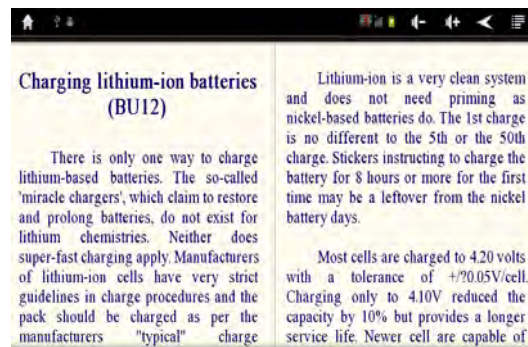 Charging lithium-ion batteries
(BU12)
There is only one way to charge
lithium-based batteries. The so-called
'miracle chargers', which claim to restore
and prolong batteries, do not exist for
lithium chemistries. Neither does
super-fast charging apply. Manufacturers
of lithium-ion cells have very strict
guidelines in charge procedures and the
pack should be charged as per the
manufacturers "typical" charge
Lithium-ion is a very clean system
and does not need priming as
nickel-based batteries do. The 1st charge
is no different to the 5th or the 50th
charge. Stickers instructing to charge the
battery for 8 hours or more for the first
time may be a leftover from the nickel
battery days.
Most cells are charged to 4.20 volts
with a tolerance of +/?0.05V/cell.
Charging only to 4.10V reduced the
capacity by 10% but provides a longer
service life. Newer cell are capable of